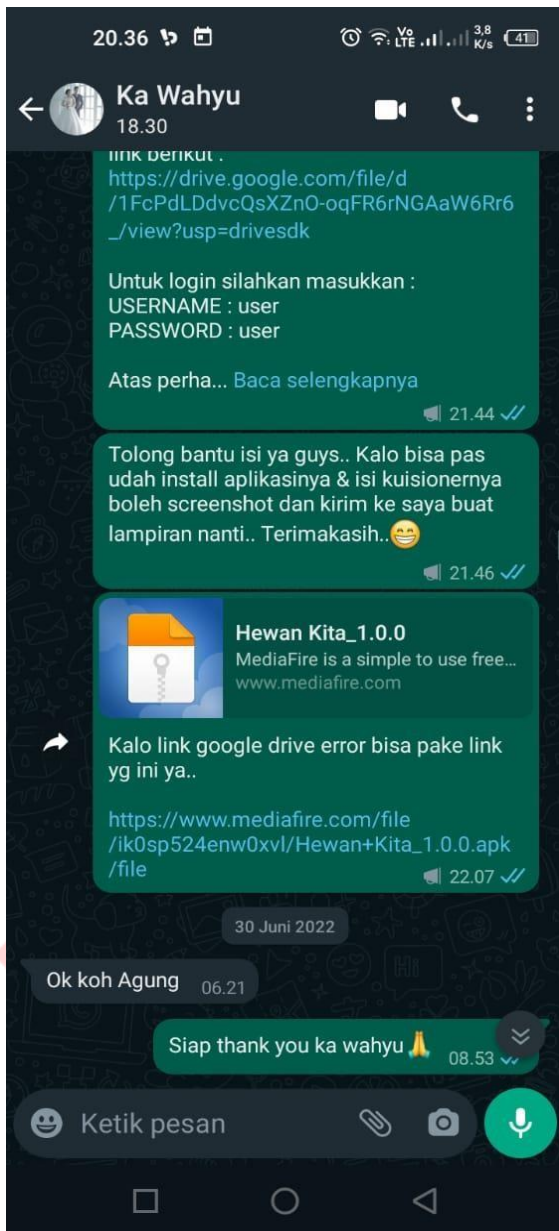 20.36
Vo LTE 3,8 K/s 41
Ka Wahyu
18.30
link berikut :
https://drive.google.com/file/d
/1FcPdLDdvcQsXZnO-oqFR6rNGAaW6Rr6
_/view?usp=drivesdk
Untuk login silahkan masukkan :
USERNAME : user
PASSWORD : user
Atas perha... Baca selengkapnya
21.44
Tolong bantu isi ya guys.. Kalo bisa pas
udah install aplikasinya & isi kuisionernya
boleh screenshot dan kirim ke saya buat
lampiran nanti.. Terimakasih..😁
21.46
Hewan Kita_1.0.0
MediaFire is a simple to use free...
www.mediafire.com
Kalo link google drive error bisa pake link
yg ini ya..
https://www.mediafire.com/file
/ik0sp524enw0xvl/Hewan+Kita_1.0.0.apk
/file
22.07
30 Juni 2022
Ok koh Agung 06.21
Siap thank you ka wahyu🙏 08.53
Ketik pesan